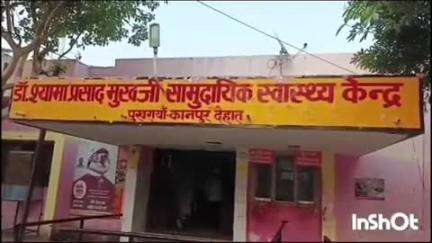 डॉ.श्यामा प्रसाद मुखर्जी सामुदायिक स्वास्थ्य केन्द्र
पुखरायाँ-कानपुर देहात
InShOt